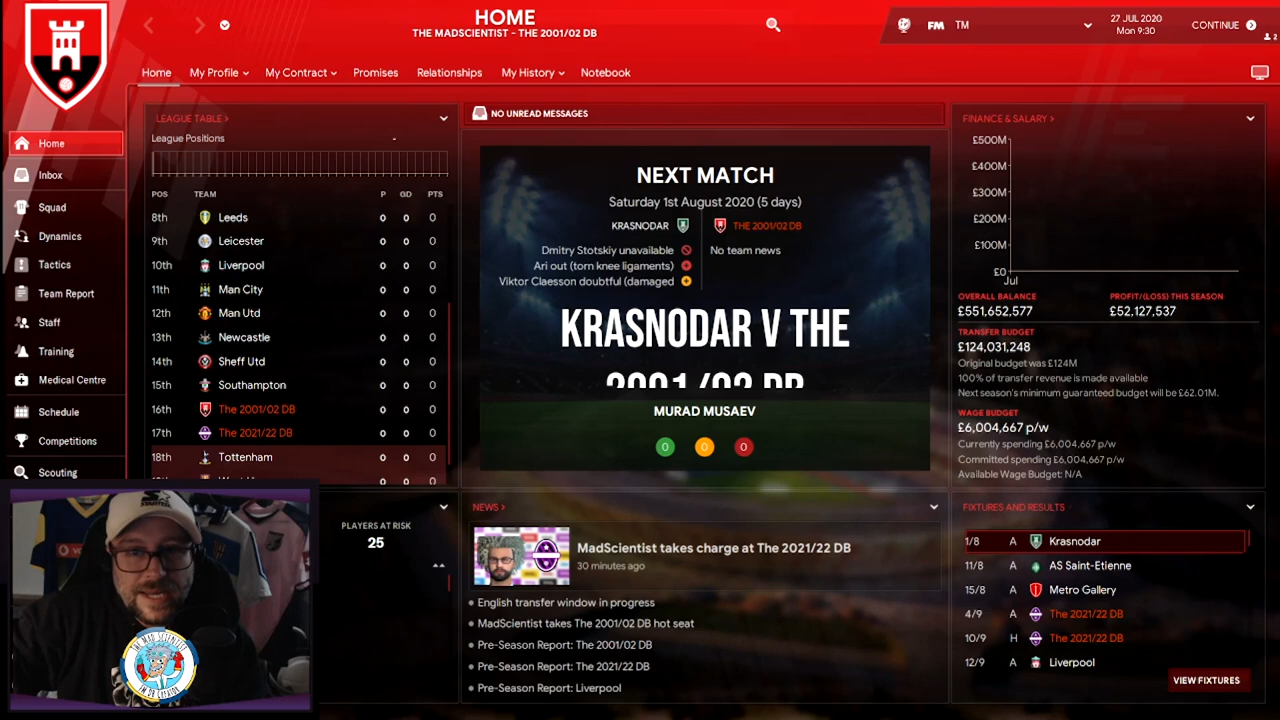 HOME
THE MADSCIENTIST - THE 2001/02 DB
FM TM
27 JUL 2020
Mon 9:30
CONTINUE
2
Home My Profile My Contract Promises Relationships My History Notebook
Home
Inbox
Squad
Dynamics
Tactics
Team Report
Staff
Training
Medical Centre
Schedule
Competitions
Scouting
LEAGUE TABLE >
League Positions -
POS TEAM P GD PTS
8th Leeds 0 0 0
9th Leicester 0 0 0
10th Liverpool 0 0 0
11th Man City 0 0 0
12th Man Utd 0 0 0
13th Newcastle 0 0 0
14th Sheff Utd 0 0 0
15th Southampton 0 0 0
16th The 2001/02 DB 0 0 0
17th The 2021/22 DB 0 0 0
18th Tottenham 0 0 0
NO UNREAD MESSAGES
NEXT MATCH
Saturday 1st August 2020 (5 days)
KRASNODAR THE 2001/02 DB
Dmitry Stotskiy unavailable No team news
Ari out (torn knee ligaments)
Viktor Claesson doubtful (damaged
KRASNODAR V THE
2001/02 DB
MURAD MUSAEV
0 0 0
FINANCE & SALARY >
£500M
£400M
£300M
£200M
£100M
£0
Jul
OVERALL BALANCE PROFIT/(LOSS) THIS SEASON
£551,652,577 £52,127,537
TRANSFER BUDGET
£124,031,248
Original budget was £124M
100% of transfer revenue is made available
Next season's minimum guaranteed budget will be £62.01M.
WAGE BUDGET
£6,004,667 p/w
Currently spending £6,004,667 p/w
Committed spending £6,004,667 p/w
Available Wage Budget: N/A
PLAYERS AT RISK
25
NEWS >
MadScientist takes charge at The 2021/22 DB
30 minutes ago
English transfer window in progress
MadScientist takes The 2001/02 DB hot seat
Pre-Season Report: The 2001/02 DB
Pre-Season Report: The 2021/22 DB
Pre-Season Report: Liverpool
FIXTURES AND RESULTS
1/8 A Krasnodar
11/8 A AS Saint-Etienne
15/8 A Metro Gallery
4/9 A The 2021/22 DB
10/9 H The 2021/22 DB
12/9 A Liverpool
VIEW FIXTURES
THE MAD SCIENTIST
FM DB CREATOR